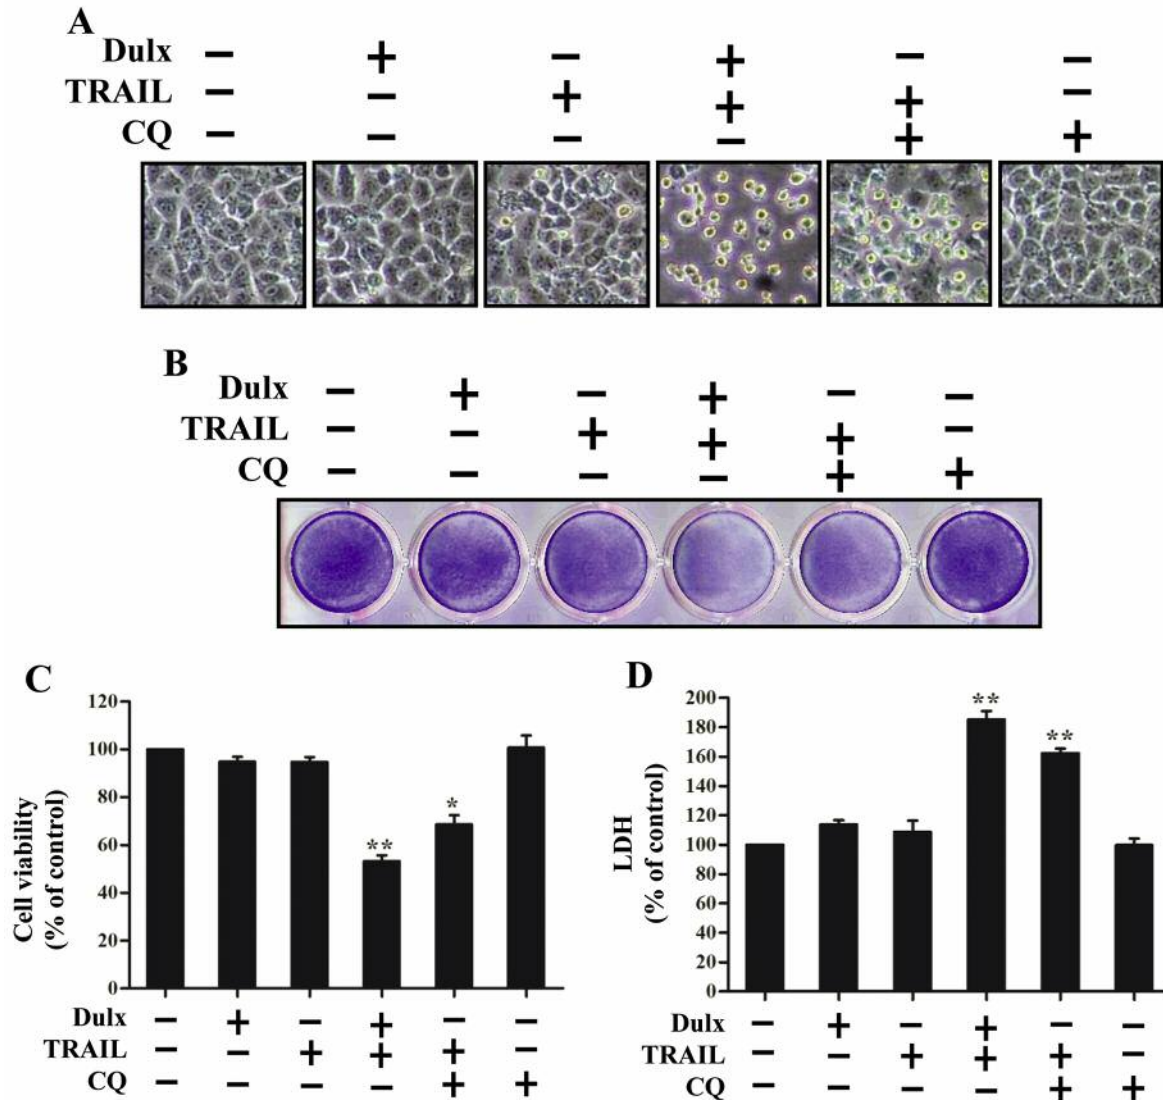 A
Dulx − + − + − −
TRAIL − − + + + −
CQ − − − − + +
B
Dulx − + − + − −
TRAIL − − + + + −
CQ − − − − + +
C
Cell viability
(% of control)
120
100
80
60
40
20
0
**
*
Dulx − + − + − −
TRAIL − − + + + −
CQ − − − − + +
D
LDH
(% of control)
200
180
160
120
100
80
60
40
20
0
**
**
Dulx − + − + − −
TRAIL − − + + + −
CQ − − − − + +